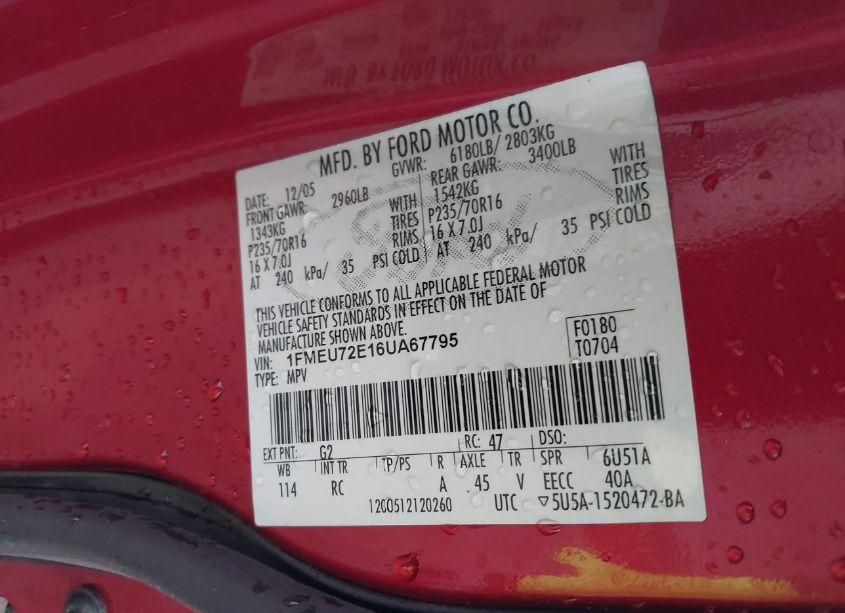 MFD. BY FORD MOTOR CO.
DATE: 12/05 GVWR: 6180LB/ 2803KG
FRONT GAWR: 2960LB REAR GAWR: 3400LB
1343KG WITH 1542KG WITH
P235/70R16 TIRES P235/70R16 TIRES
16 X 7.0J RIMS 16 X 7.0J RIMS
AT 240 kPa/ 35 PSI COLD AT 240 kPa/ 35 PSI COLD
THIS VEHICLE CONFORMS TO ALL APPLICABLE FEDERAL MOTOR
VEHICLE SAFETY STANDARDS IN EFFECT ON THE DATE OF
MANUFACTURE SHOWN ABOVE.
VIN: 1FMEU72E16UA67795 F0180
TYPE: MPV T0704
EXT PNT: G2 RC: 47 DSO:
WB INT TR TP/PS R AXLE TR SPR 6U51A
114 RC A 45 V EECC 40A
12G0512120260 UTC ▽5U5A-1520472-BA